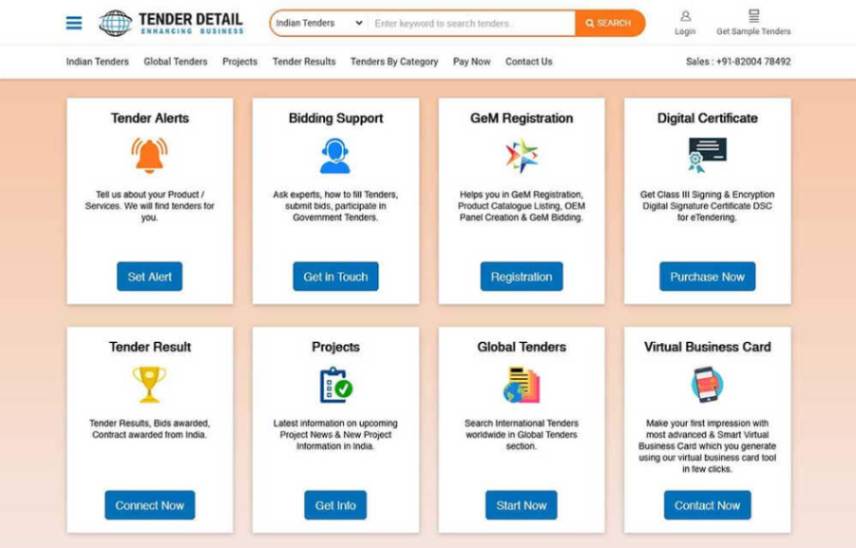 TENDER DETAIL
ENHANCING BUSINESS
Indian Tenders
Enter keyword to search tenders.
SEARCH
Login
Get Sample Tenders
Indian Tenders
Global Tenders
Projects
Tender Results
Tenders By Category
Pay Now
Contact Us
Sales : +91-82004 78492
Tender Alerts
Tell us about your Product /
Services. We will find tenders for
you.
Set Alert
Bidding Support
Ask experts, how to fill Tenders,
submit bids, participate in
Government Tenders.
Get in Touch
GeM Registration
Helps you in GeM Registration,
Product Catalogue Listing, OEM
Panel Creation & GeM Bidding.
Registration
Digital Certificate
Get Class III Signing & Encryption
Digital Signature Certificate DSC
for eTendering.
Purchase Now
Tender Result
Tender Results, Bids awarded,
Contract awarded from India.
Connect Now
Projects
Latest information on upcoming
Project News & New Project
Information in India.
Get Info
Global Tenders
Search International Tenders
worldwide in Global Tenders
section.
Start Now
Virtual Business Card
Make your first impression with
most advanced & Smart Virtual
Business Card which you generate
using our virtual business card tool
in few clicks.
Contact Now